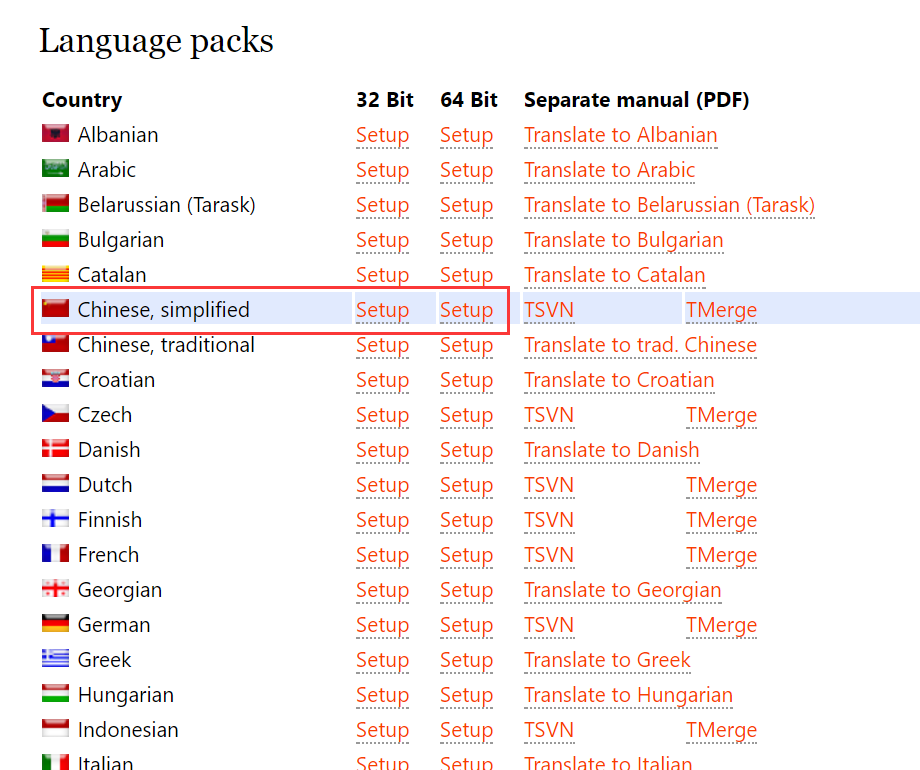 Language packs
Country 32 Bit 64 Bit Separate manual (PDF)
Albanian Setup Setup Translate to Albanian
Arabic Setup Setup Translate to Arabic
Belarussian (Tarask) Setup Setup Translate to Belarussian (Tarask)
Bulgarian Setup Setup Translate to Bulgarian
Catalan Setup Setup Translate to Catalan
Chinese, simplified Setup Setup TSVN TMerge
Chinese, traditional Setup Setup Translate to trad. Chinese
Croatian Setup Setup Translate to Croatian
Czech Setup Setup TSVN TMerge
Danish Setup Setup Translate to Danish
Dutch Setup Setup TSVN TMerge
Finnish Setup Setup TSVN TMerge
French Setup Setup TSVN TMerge
Georgian Setup Setup Translate to Georgian
German Setup Setup TSVN TMerge
Greek Setup Setup Translate to Greek
Hungarian Setup Setup Translate to Hungarian
Indonesian Setup Setup TSVN TMerge
Italian Setup Setup Translate to Italian